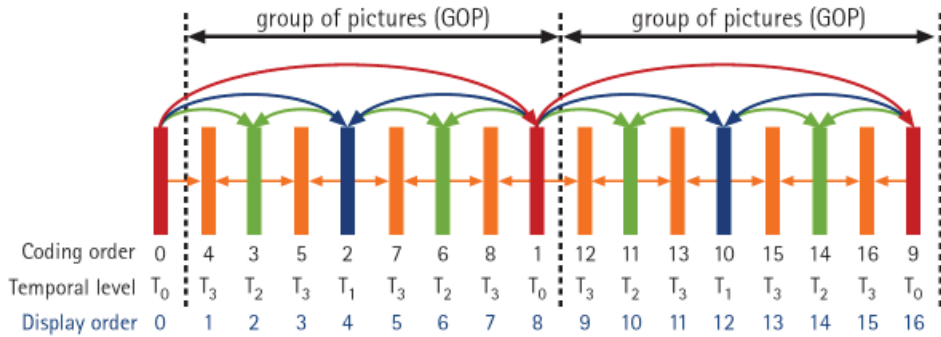 group of pictures (GOP) group of pictures (GOP)
Coding order 0 4 3 5 2 7 6 8 1 12 11 13 10 15 14 16 9
Temporal level T₀ T₃ T₂ T₃ T₁ T₃ T₂ T₃ T₀ T₃ T₂ T₃ T₁ T₃ T₂ T₃ T₀
Display order 0 1 2 3 4 5 6 7 8 9 10 11 12 13 14 15 16